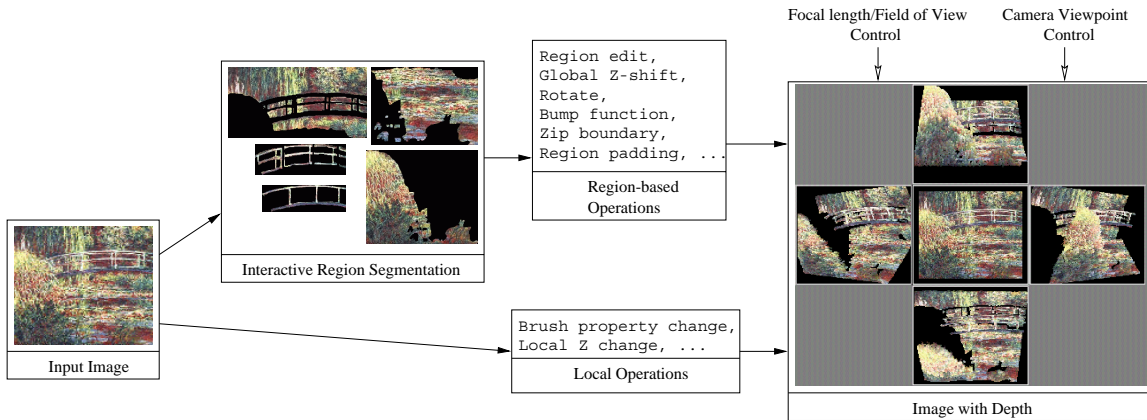 Focal length/Field of View
Control
Camera Viewpoint
Control
Region edit,
Global Z-shift,
Rotate,
Bump function,
Zip boundary,
Region padding, ...
Region-based
Operations
Interactive Region Segmentation
Input Image
Brush property change,
Local Z change, ...
Local Operations
Image with Depth